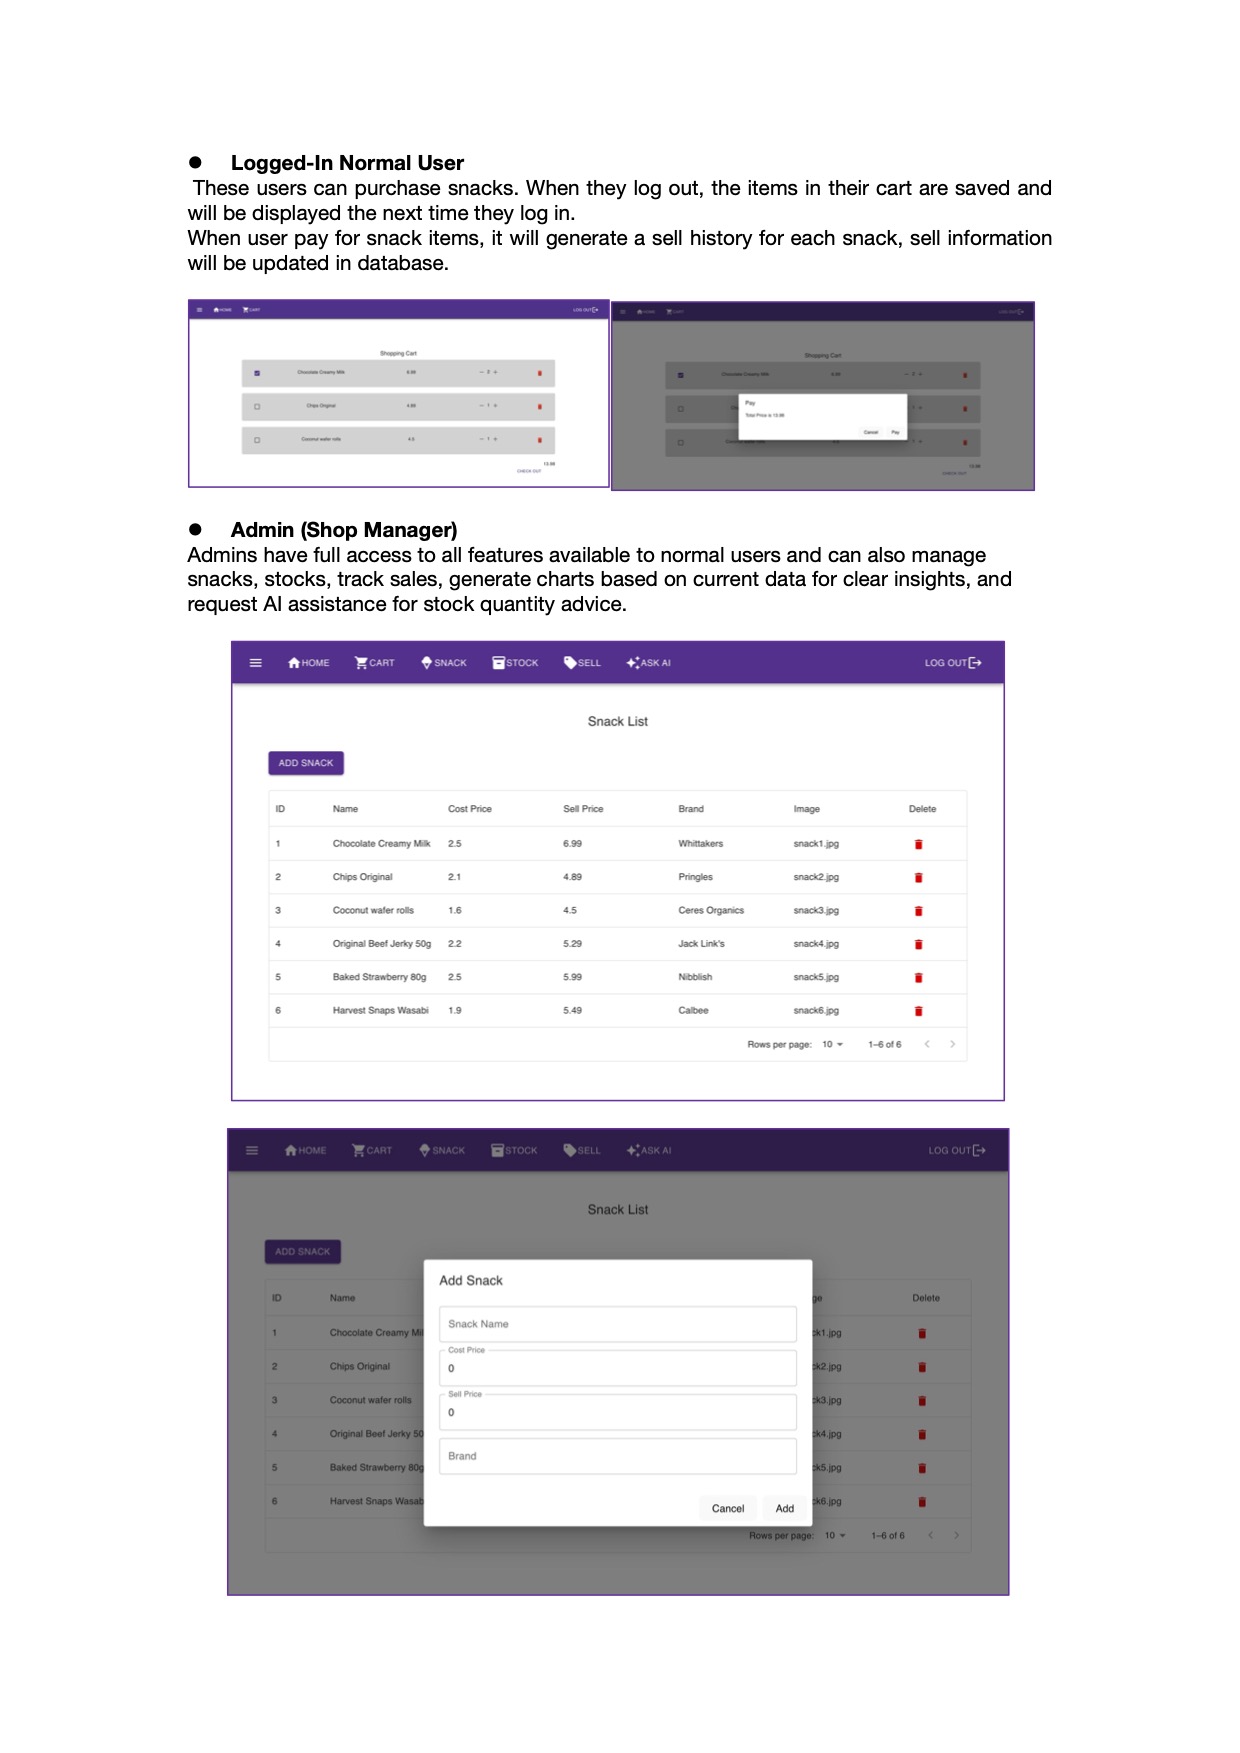 ● Logged-In Normal User
These users can purchase snacks. When they log out, the items in their cart are saved and
will be displayed the next time they log in.
When user pay for snack items, it will generate a sell history for each snack, sell information
will be updated in database.
HOME CART LOG OUT
Shopping Cart
Chocolate Creamy Milk 6.99 − 2 +
Chips Original 4.89 − 1 +
Coconut wafer rolls 4.5 − 1 +
13.98
CHECK OUT
HOME CART LOG OUT
Shopping Cart
Chocolate Creamy Milk 6.99 − 2 +
Pay
Total Price is 13.98
Cancel Pay
Coconut wafer rolls
13.98
CHECK OUT
● Admin (Shop Manager)
Admins have full access to all features available to normal users and can also manage
snacks, stocks, track sales, generate charts based on current data for clear insights, and
request AI assistance for stock quantity advice.
HOME CART SNACK STOCK SELL ASK AI LOG OUT
Snack List
ADD SNACK
ID Name Cost Price Sell Price Brand Image Delete
1 Chocolate Creamy Milk 2.5 6.99 Whittakers snack1.jpg
2 Chips Original 2.1 4.89 Pringles snack2.jpg
3 Coconut wafer rolls 1.6 4.5 Ceres Organics snack3.jpg
4 Original Beef Jerky 50g 2.2 5.29 Jack Link's snack4.jpg
5 Baked Strawberry 80g 2.5 5.99 Nibblish snack5.jpg
6 Harvest Snaps Wasabi 1.9 5.49 Calbee snack6.jpg
Rows per page: 10 1–6 of 6
HOME CART SNACK STOCK SELL ASK AI LOG OUT
Snack List
ADD SNACK
ID Name ge Delete
1 Chocolate Creamy Mil ck1.jpg
2 Chips Original ck2.jpg
3 Coconut wafer rolls ck3.jpg
4 Original Beef Jerky 50 ck4.jpg
5 Baked Strawberry 80g ck5.jpg
6 Harvest Snaps Wasab ck6.jpg
Add Snack
Snack Name
Cost Price
0
Sell Price
0
Brand
Cancel Add
Rows per page: 10 1–6 of 6